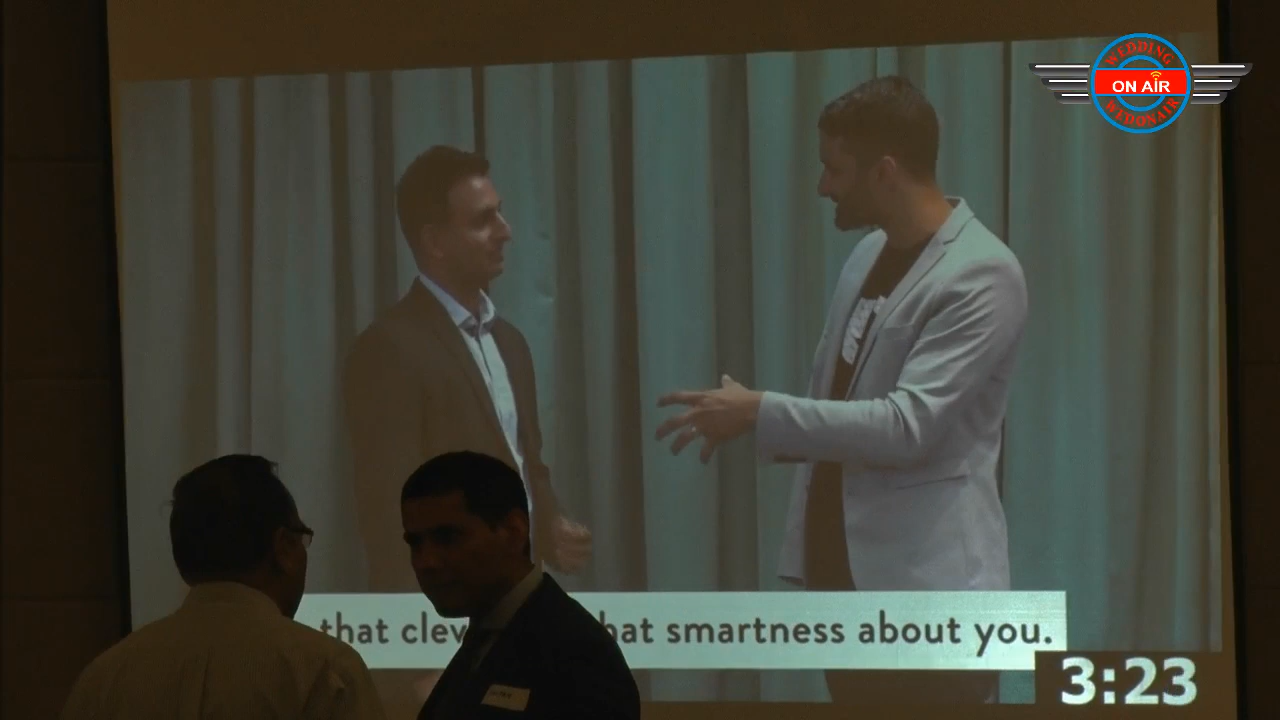 WEDDING
ON AIR
WEDONAIR
that clev hat smartness about you.
3:23